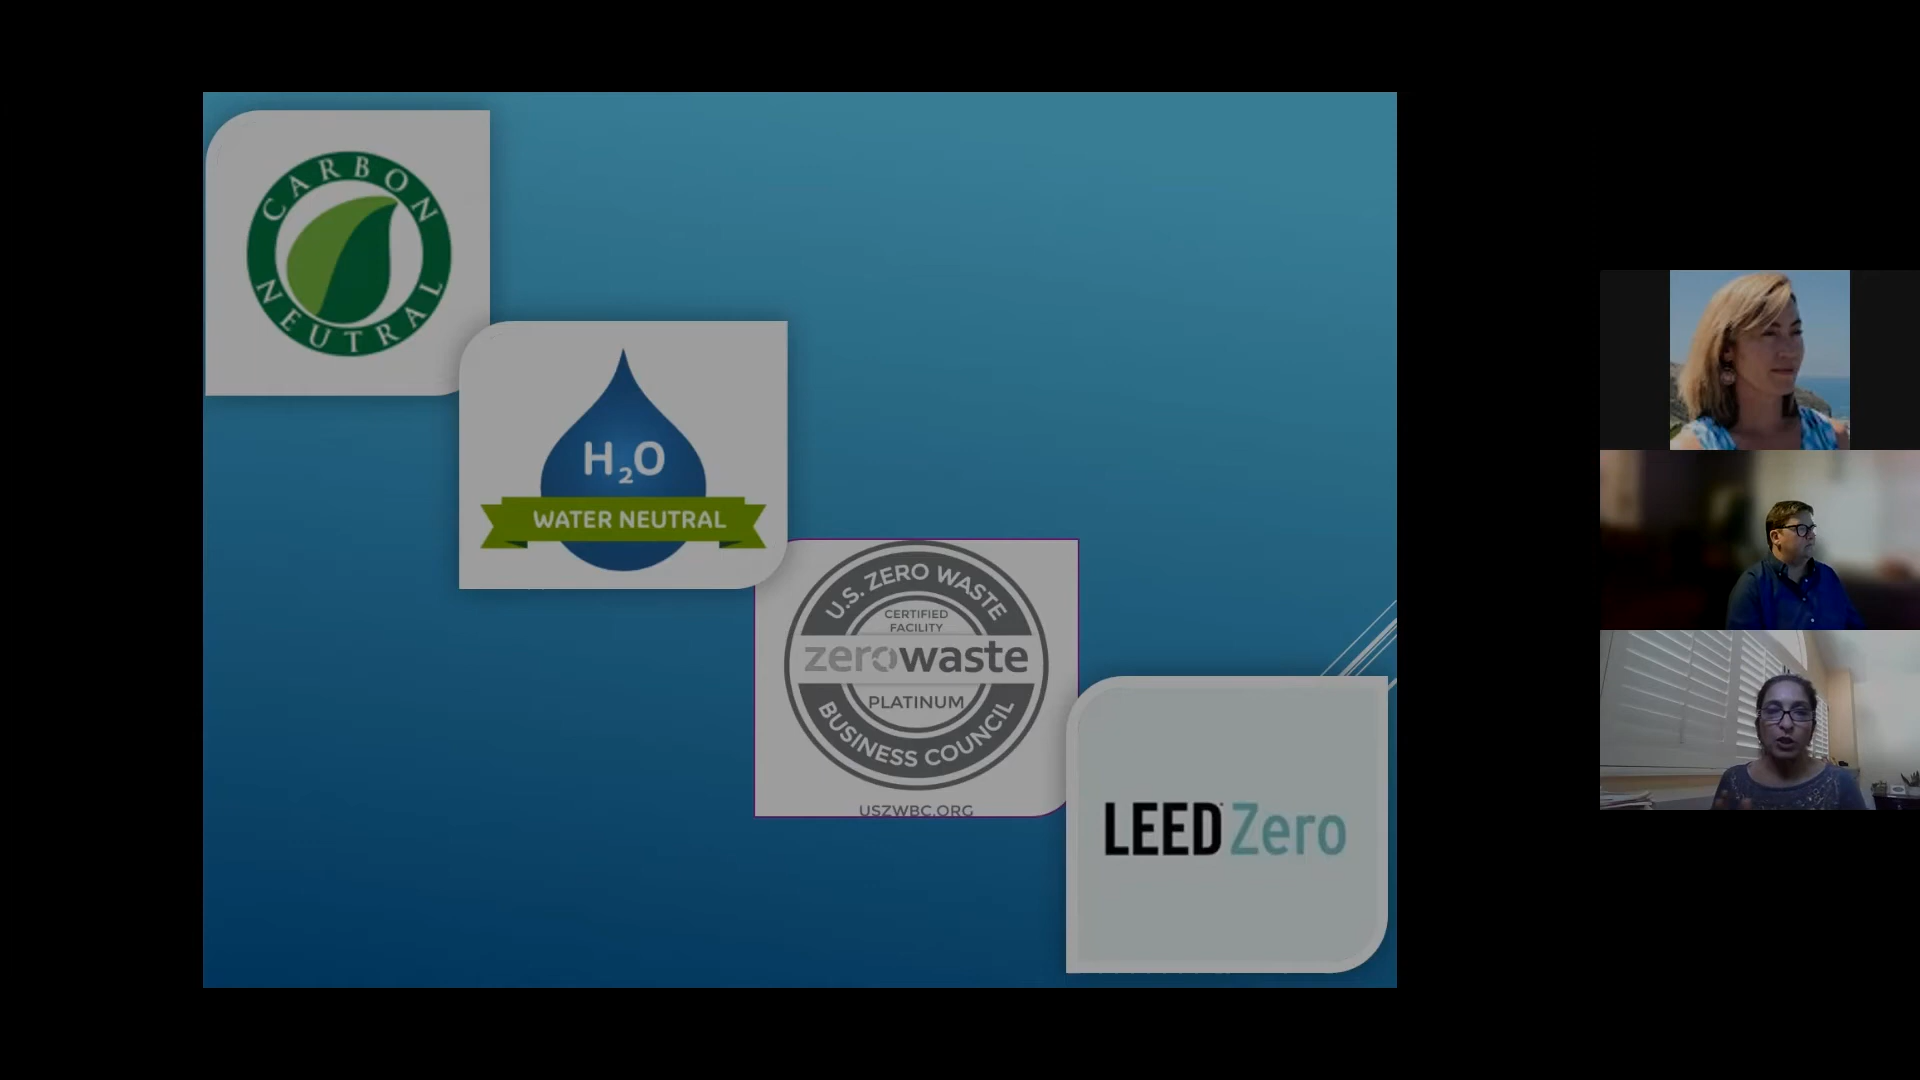 CARBON
NEUTRAL
H₂O
WATER NEUTRAL
U.S. ZERO WASTE
CERTIFIED
FACILITY
zerowaste
PLATINUM
BUSINESS COUNCIL
USZWBC.ORG
LEED Zero